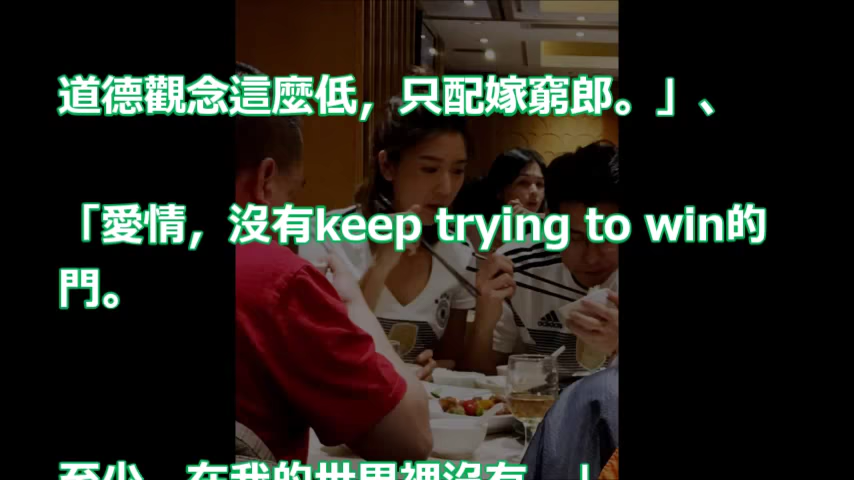 道德觀念這麼低，只配嫁窮郎。」、
「愛情，沒有keep trying to win的
門。
至少，在我的世界裡沒有。」
adidas